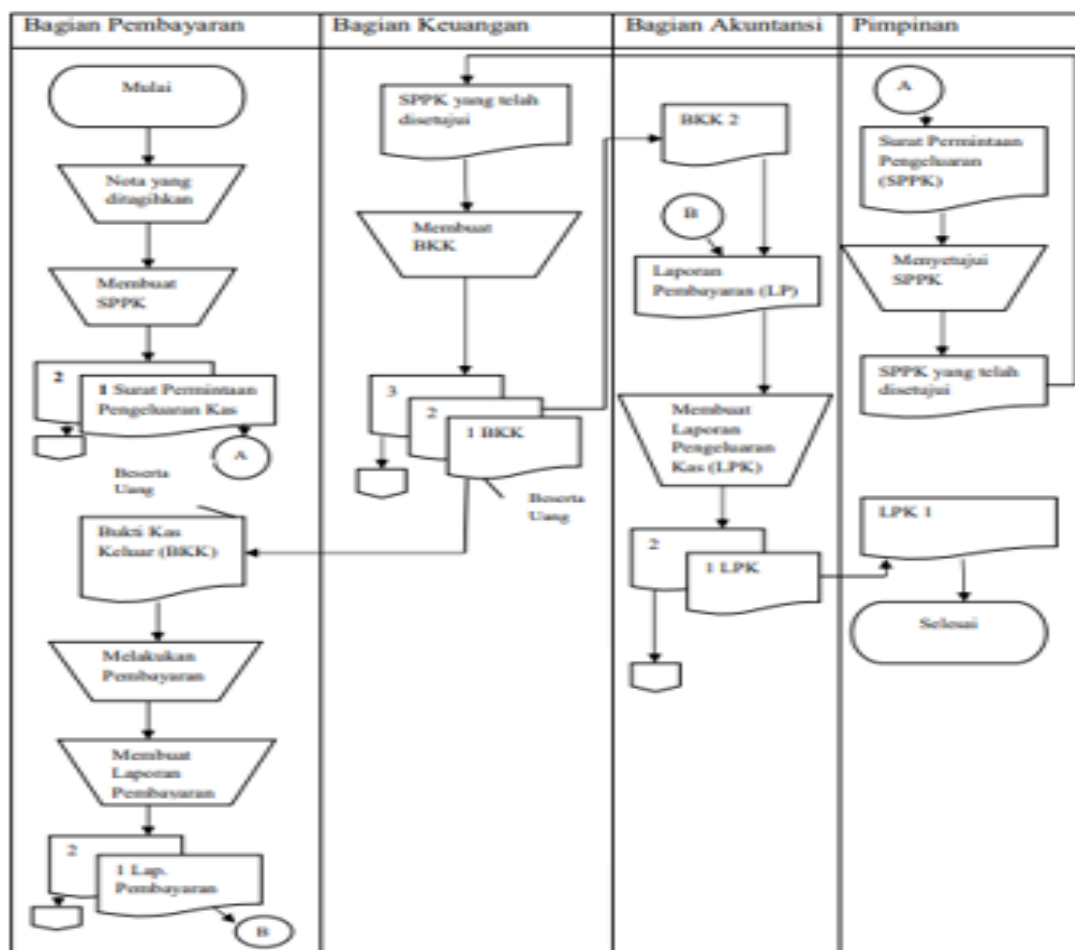 Bagian Pembayaran
Mulai
Nota yang
ditagihkan
Membuat
SPPK
2
1 Surat Permintaan
Pengeluaran Kas
A
Beserta
Uang
Bukti Kas
Keluar (BKK)
Melakukan
Pembayaran
Membuat
Laporan
Pembayaran
2
1 Lap.
Pembayaran
B
Bagian Keuangan
SPPK yang telah
disetujui
Membuat
BKK
3
2
1 BKK
Beserta
Uang
Bagian Akuntansi
BKK 2
B
Laporan
Pembayaran (LP)
Membuat
Laporan
Pengeluaran
Kas (LPK)
2
1 LPK
Pimpinan
A
Surat Permintaan
Pengeluaran
(SPPK)
Menyetujui
SPPK
SPPK yang telah
disetujui
LPK 1
Selesai